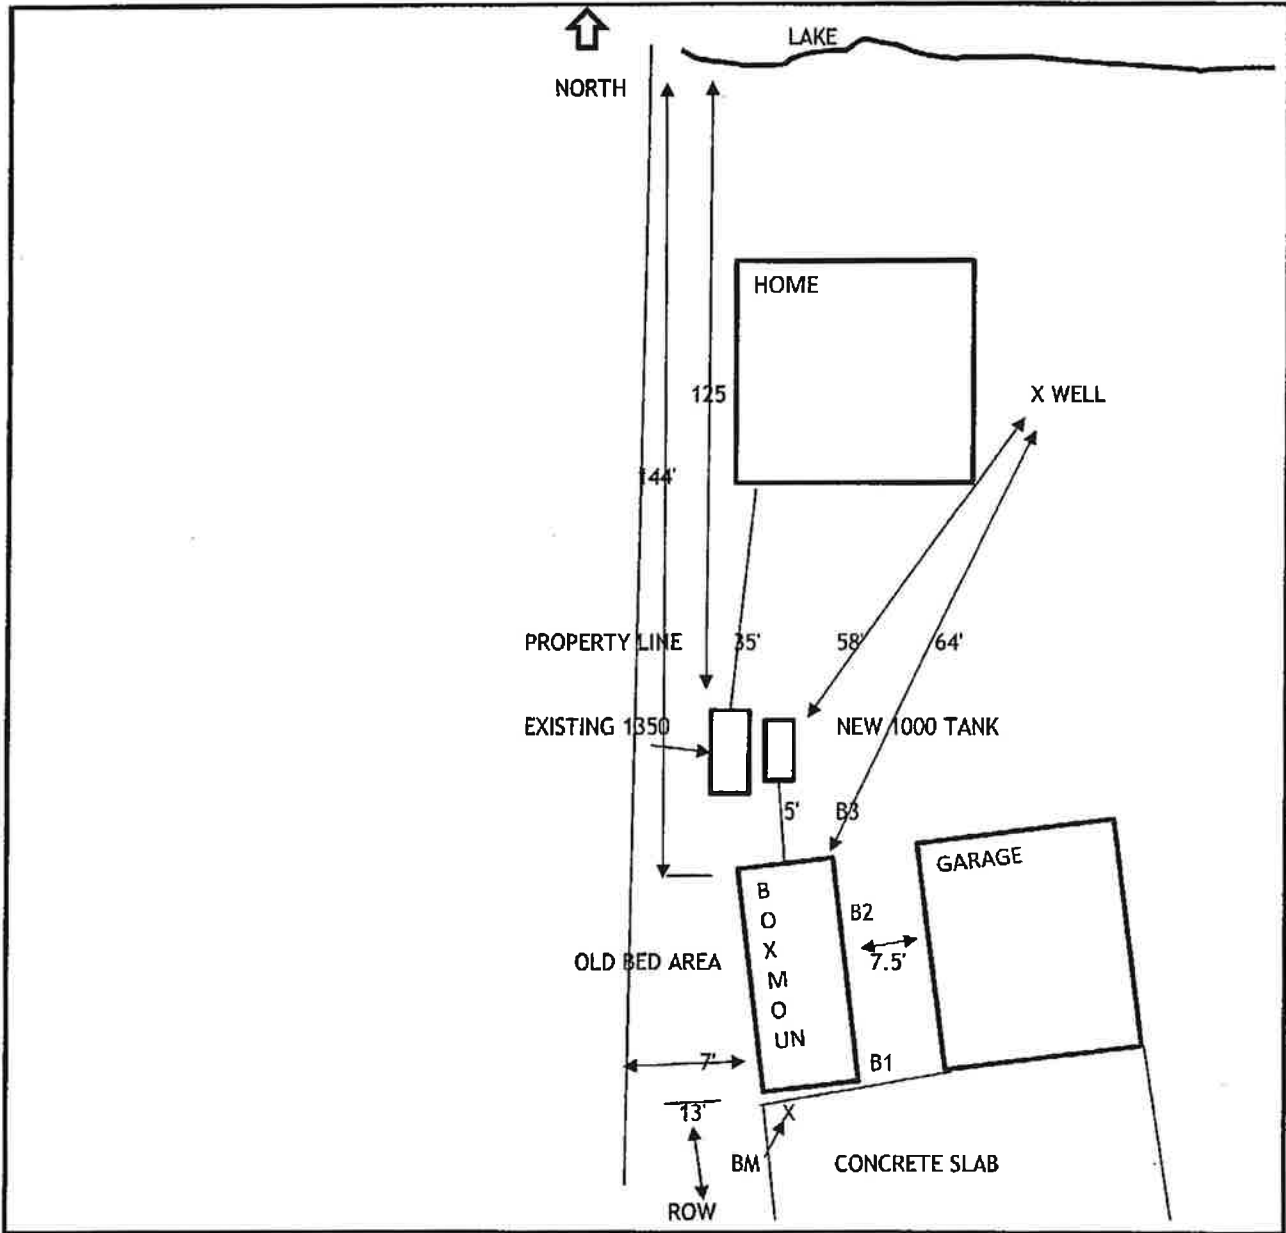 LAKE
NORTH
HOME
125
X WELL
144'
PROPERTY LINE
35'
58'
64'
EXISTING 1350
NEW 1000 TANK
5'
B3
GARAGE
B
O
X
M
O
UN
B2
OLD BED AREA
7.5'
7'
B1
13'
X
BM
CONCRETE SLAB
ROW